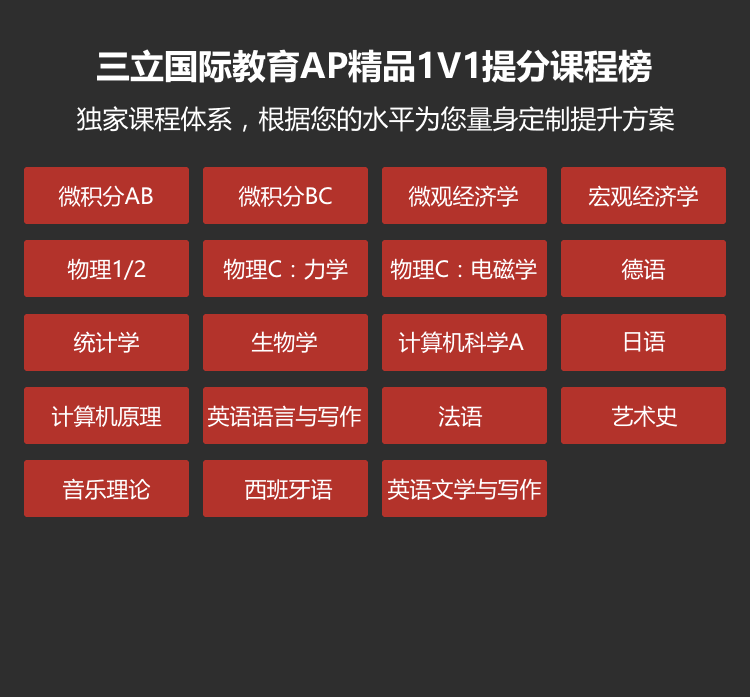 三立国际教育AP精品1V1提分课程榜
独家课程体系，根据您的水平为您量身定制提升方案
微积分AB
微积分BC
微观经济学
宏观经济学
物理1/2
物理C：力学
物理C：电磁学
德语
统计学
生物学
计算机科学A
日语
计算机原理
英语语言与写作
法语
艺术史
音乐理论
西班牙语
英语文学与写作